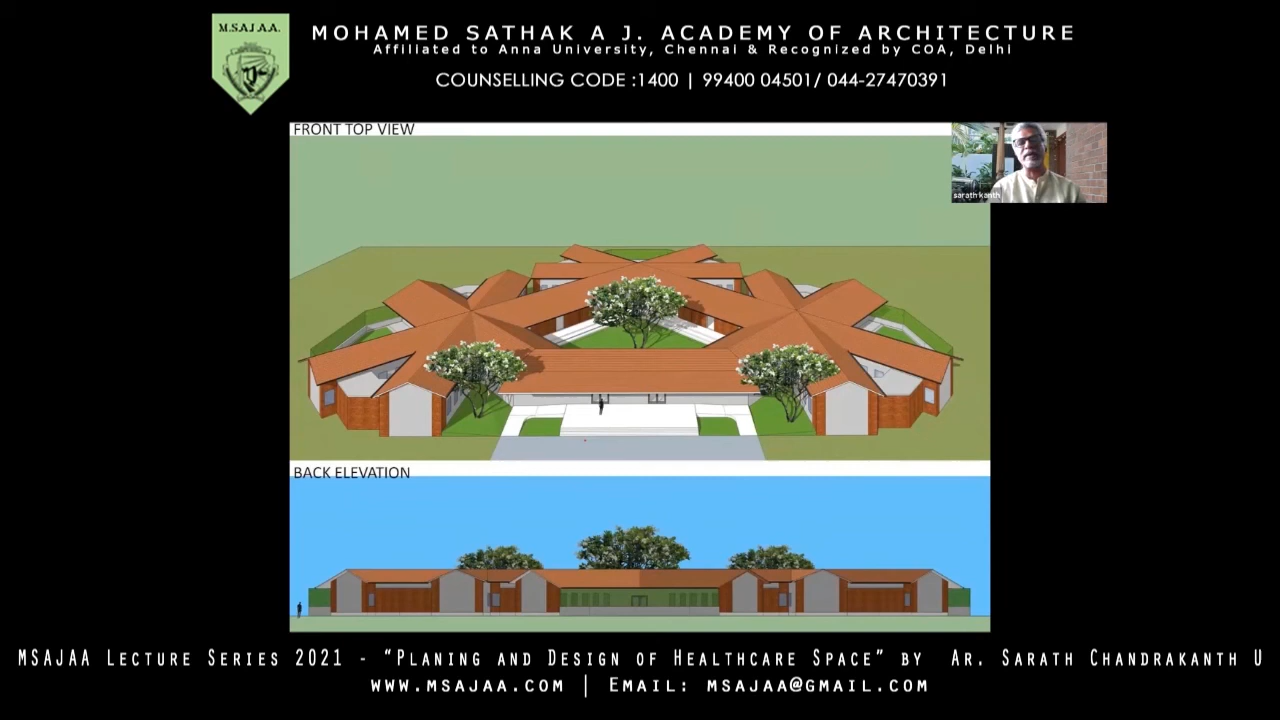 M.SAJAA.
MOHAMED SATHAK A J. ACADEMY OF ARCHITECTURE
Affiliated to Anna University, Chennai & Recognized by COA, Delhi
COUNSELLING CODE :1400 | 99400 04501/ 044-27470391
FRONT TOP VIEW
sarath kanth
BACK ELEVATION
MSAJAA Lecture Series 2021 - “Planing and Design of Healthcare Space” by Ar. Sarath Chandrakanth U
www.msajaa.com | Email: msajaa@gmail.com